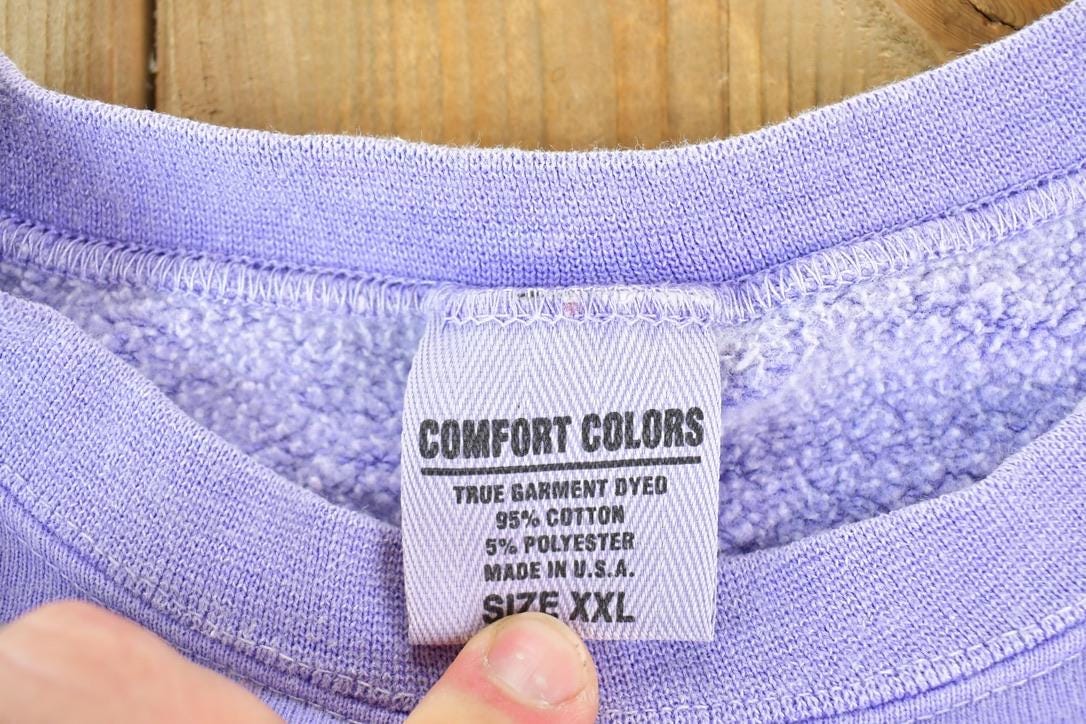 COMFORT COLORS
TRUE GARMENT DYED
95% COTTON
5% POLYESTER
MADE IN U.S.A.
SIZE XXL